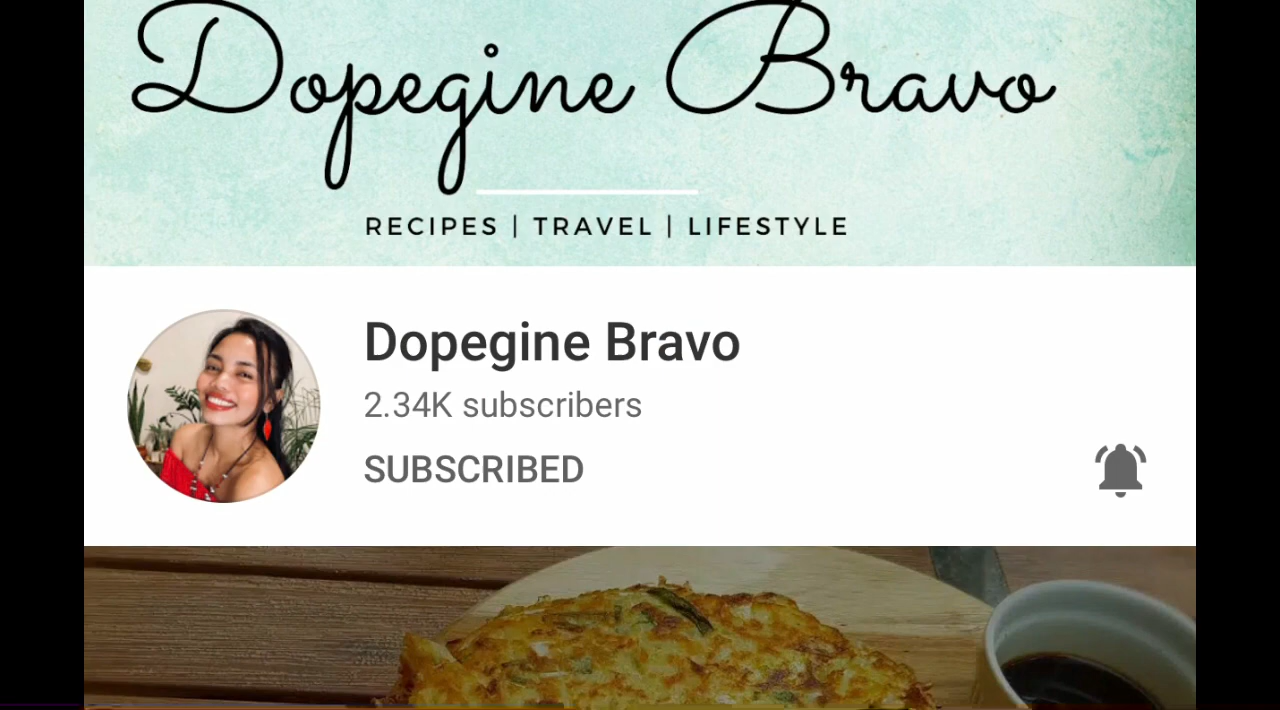 Dopegine Bravo
RECIPES | TRAVEL | LIFESTYLE
Dopegine Bravo
2.34K subscribers
SUBSCRIBED